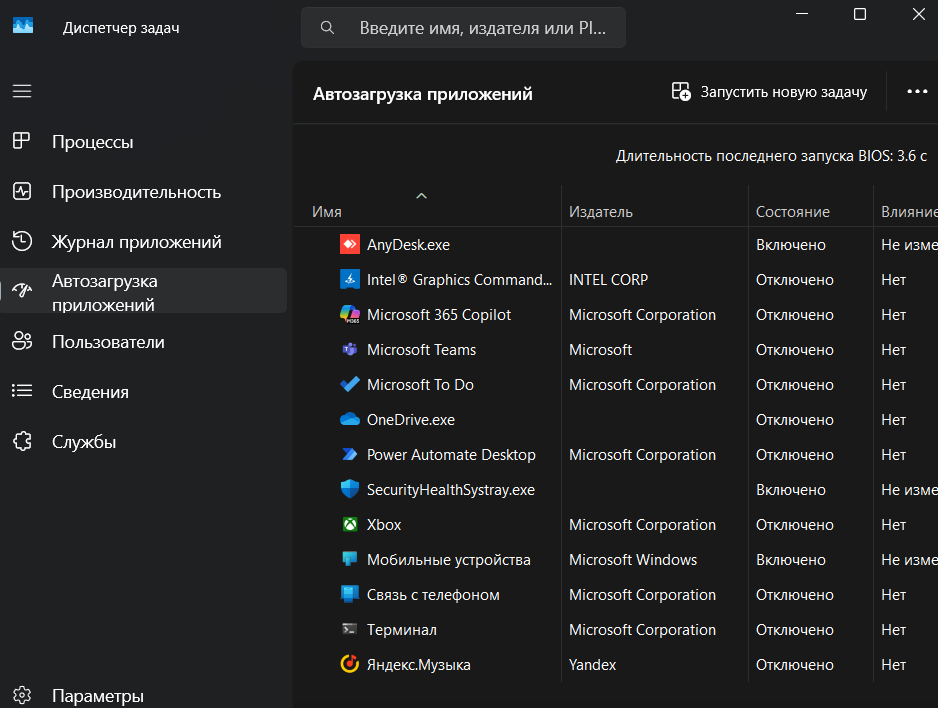 Диспетчер задач
Введите имя, издателя или PI...
Автозагрузка приложений
Запустить новую задачу
Процессы
Производительность
Журнал приложений
Автозагрузка
приложений
Пользователи
Сведения
Службы
Параметры
Длительность последнего запуска BIOS: 3.6 с
Имя Издатель Состояние Влияние
AnyDesk.exe Включено Не изме
Intel® Graphics Command... INTEL CORP Отключено Нет
Microsoft 365 Copilot Microsoft Corporation Отключено Нет
Microsoft Teams Microsoft Отключено Нет
Microsoft To Do Microsoft Corporation Отключено Нет
OneDrive.exe Отключено Нет
Power Automate Desktop Microsoft Corporation Отключено Нет
SecurityHealthSystray.exe Включено Не изме
Xbox Microsoft Corporation Отключено Нет
Мобильные устройства Microsoft Windows Включено Не изме
Связь с телефоном Microsoft Corporation Отключено Нет
Терминал Microsoft Corporation Отключено Нет
Яндекс.Музыка Yandex Отключено Нет